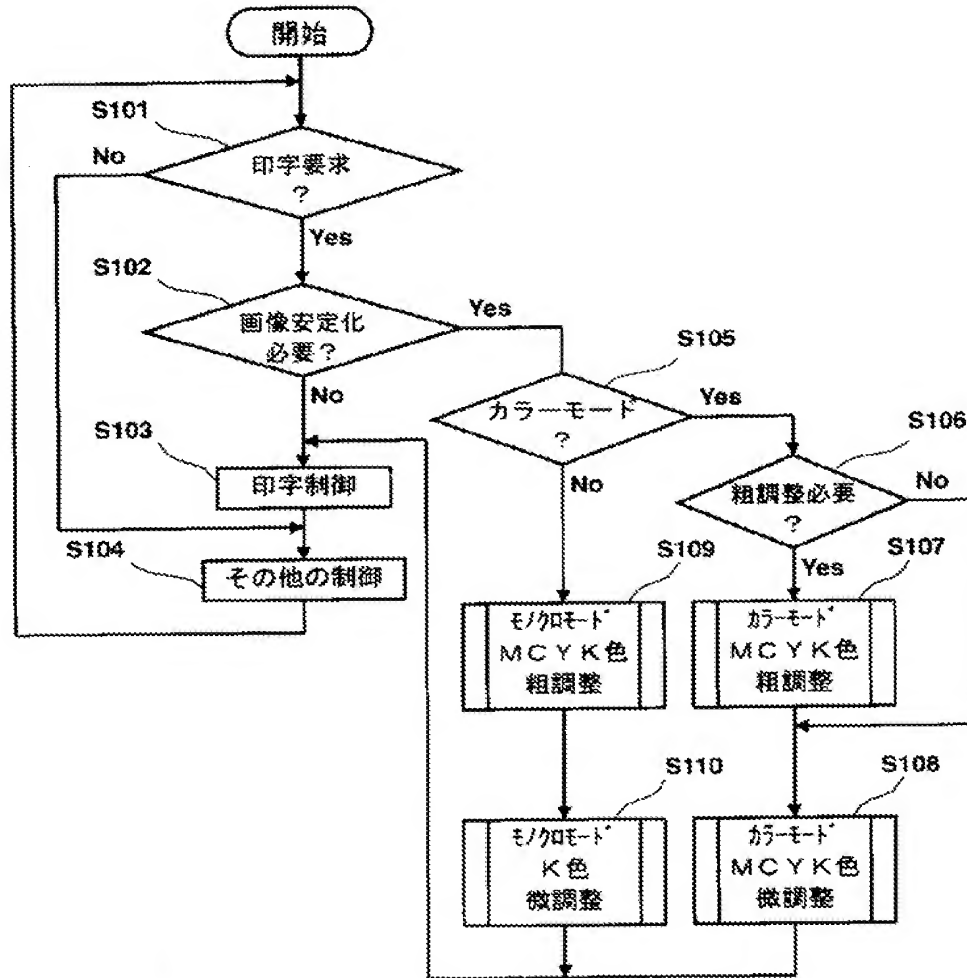 開始
S101
No
印字要求
?
Yes
S102
Yes
画像安定化
必要?
No
S105
カラーモード
?
Yes
S106
No
S103
印字制御
粗調整必要
?
No
Yes
S104
その他の制御
S109
S107
モノクロモード
MCYK色
粗調整
カラーモード
MCYK色
粗調整
S110
S108
モノクロモード
K色
微調整
カラーモード
MCYK色
微調整